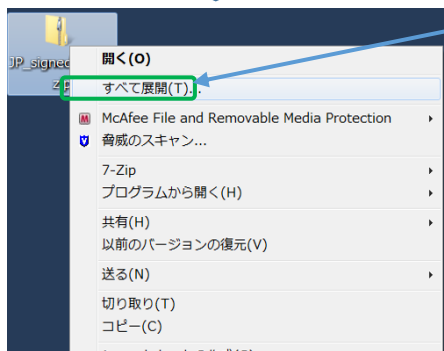 JP_signed
開く(O)
すべて展開(T)...
McAfee File and Removable Media Protection
脅威のスキャン...
7-Zip
プログラムから開く(H)
共有(H)
以前のバージョンの復元(V)
送る(N)
切り取り(T)
コピー(C)